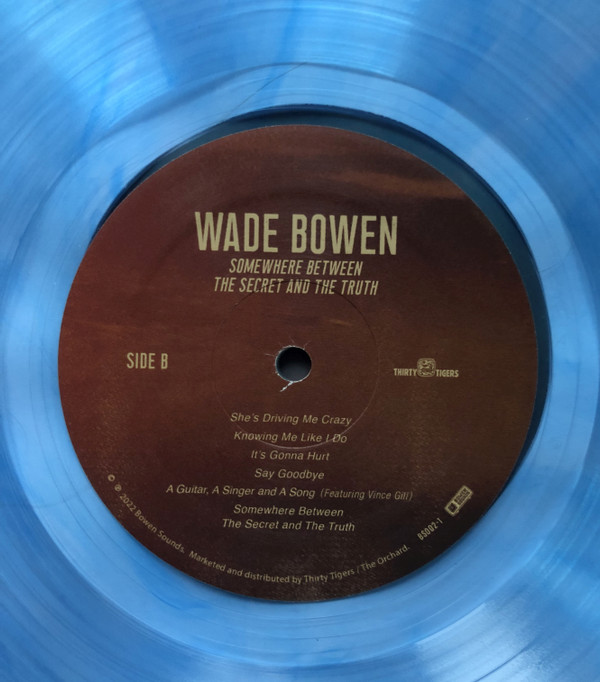 WADE BOWEN
SOMEWHERE BETWEEN
THE SECRET AND THE TRUTH
SIDE B
THIRTY TIGERS
She's Driving Me Crazy
Knowing Me Like I Do
It's Gonna Hurt
Say Goodbye
A Guitar, A Singer and A Song (Featuring Vince Gill)
Somewhere Between
The Secret and The Truth
© ℗ 2022 Bowen Sounds. Marketed and distributed by Thirty Tigers / The Orchard.
BS002-1